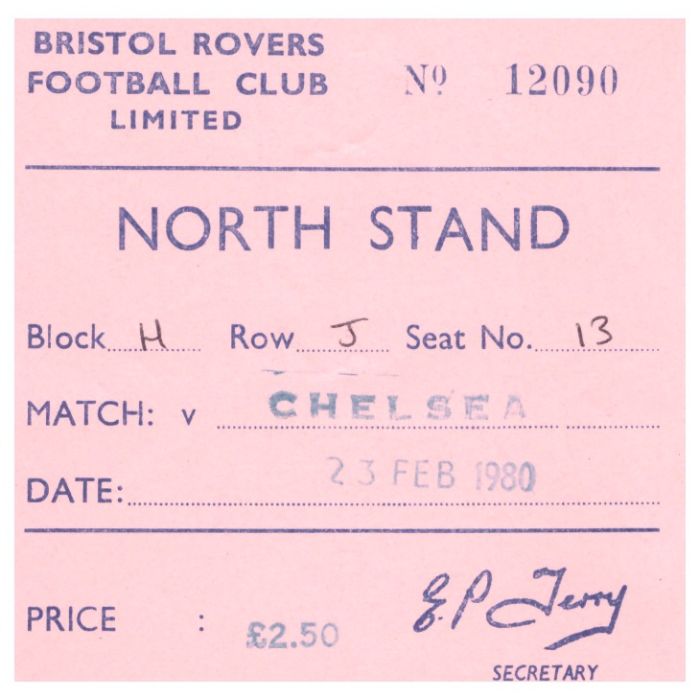 BRISTOL ROVERS
FOOTBALL CLUB
LIMITED
Nº 12090
NORTH STAND
Block H Row J Seat No. 13
MATCH: v CHELSEA
DATE: 23 FEB 1980
PRICE : £2.50
E.P. Terry
SECRETARY